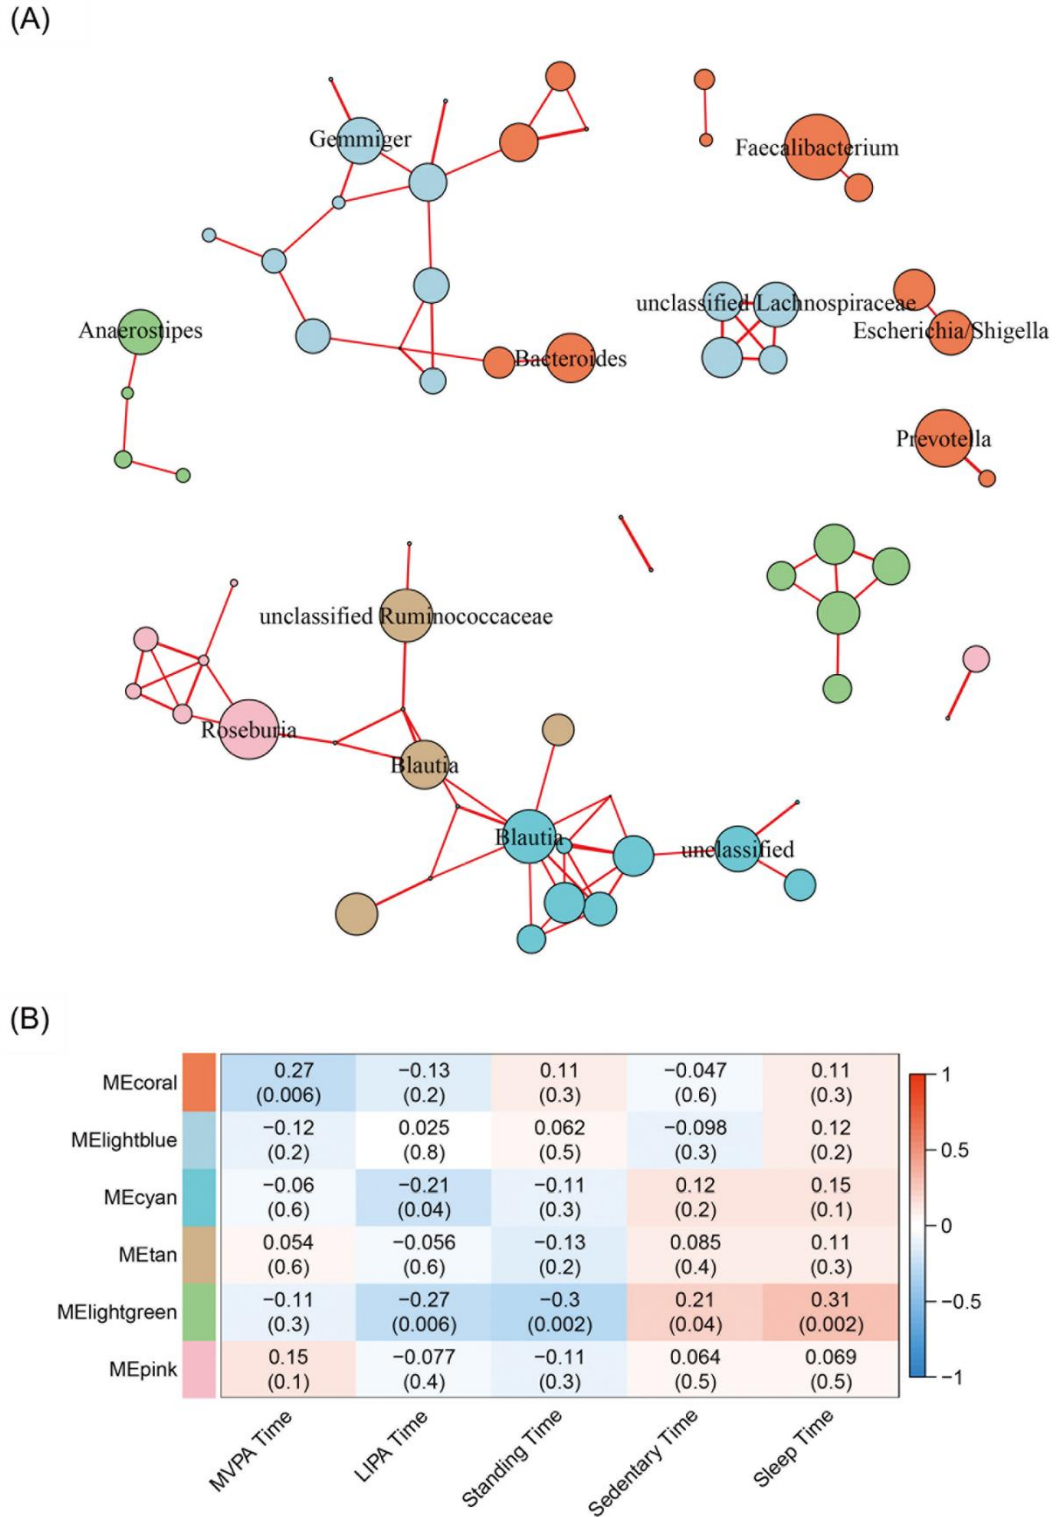 (A)
Gemmiger
Faecalibacterium
unclassified Lachnospiraceae
Anaerostipes
Escherichia/Shigella
Bacteroides
Prevotella
unclassified Ruminococcaceae
Roseburia
Blautia
Blautia
unclassified
(B)
MEcoral 0.27 −0.13 0.11 −0.047 0.11
(0.006) (0.2) (0.3) (0.6) (0.3)
MElightblue −0.12 0.025 0.062 −0.098 0.12
(0.2) (0.8) (0.5) (0.3) (0.2)
MEcyan −0.06 −0.21 −0.11 0.12 0.15
(0.6) (0.04) (0.3) (0.2) (0.1)
MEtan 0.054 −0.056 −0.13 0.085 0.11
(0.6) (0.6) (0.2) (0.4) (0.3)
MElightgreen −0.11 −0.27 −0.3 0.21 0.31
(0.3) (0.006) (0.002) (0.04) (0.002)
MEpink 0.15 −0.077 −0.11 0.064 0.069
(0.1) (0.4) (0.3) (0.5) (0.5)
1
0.5
0
−0.5
−1
MVPA Time
LIPA Time
Standing Time
Sedentary Time
Sleep Time